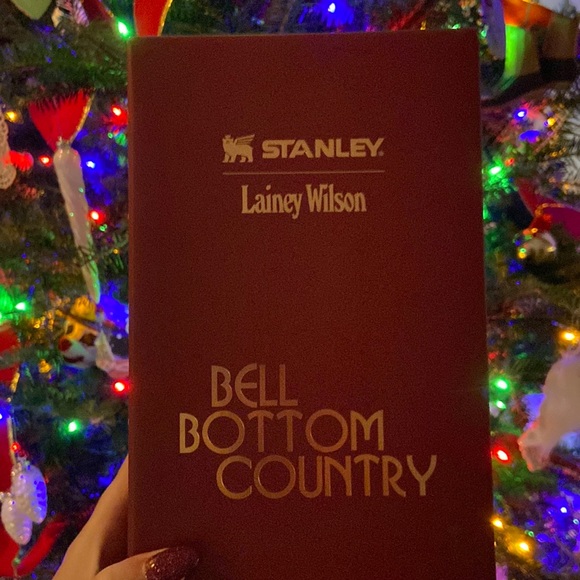 STANLEY.
Lainey Wilson
BELL
BOTTOM
COUNTRY